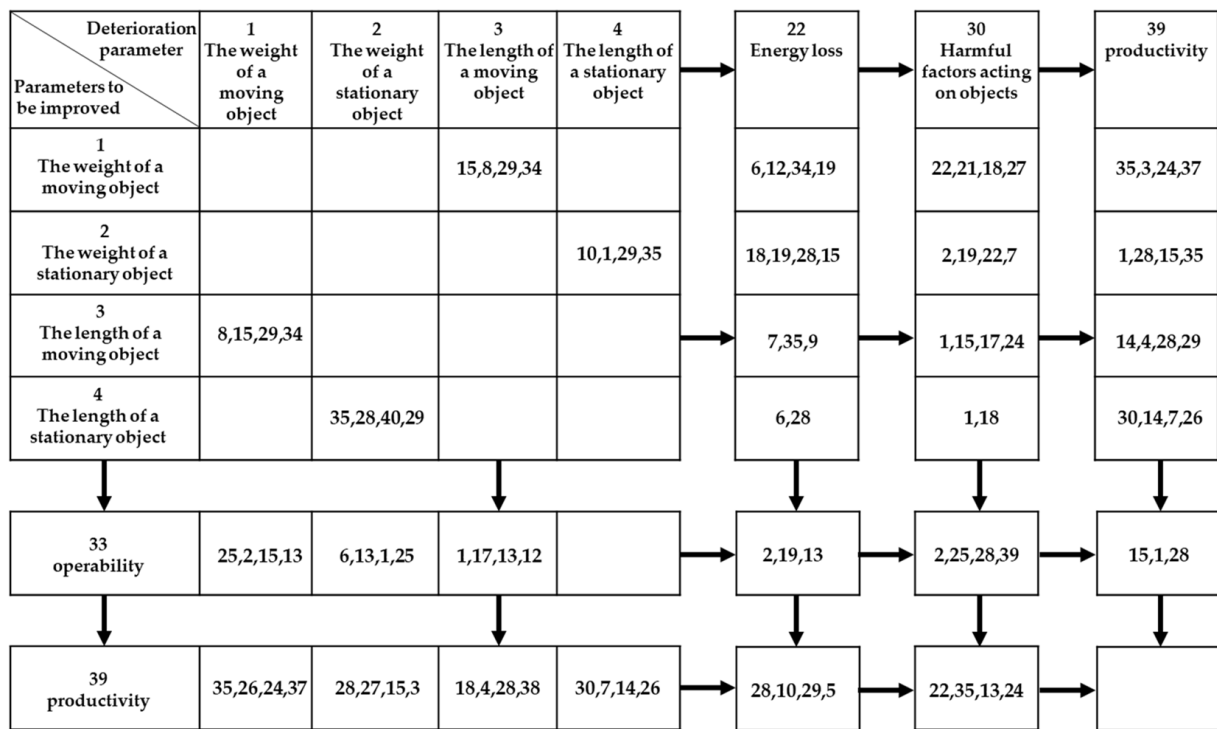 Deterioration
parameter
Parameters to
be improved
1
The weight
of a
moving
object
2
The weight
of a
stationary
object
3
The length of
a moving
object
4
The length of
a stationary
object
22
Energy loss
30
Harmful
factors acting
on objects
39
productivity
1
The weight of a
moving object
15,8,29,34
6,12,34,19
22,21,18,27
35,3,24,37
2
The weight of a
stationary object
10,1,29,35
18,19,28,15
2,19,22,7
1,28,15,35
3
The length of a
moving object
8,15,29,34
7,35,9
1,15,17,24
14,4,28,29
4
The length of a
stationary object
35,28,40,29
6,28
1,18
30,14,7,26
33
operability
25,2,15,13
6,13,1,25
1,17,13,12
2,19,13
2,25,28,39
15,1,28
39
productivity
35,26,24,37
28,27,15,3
18,4,28,38
30,7,14,26
28,10,29,5
22,35,13,24